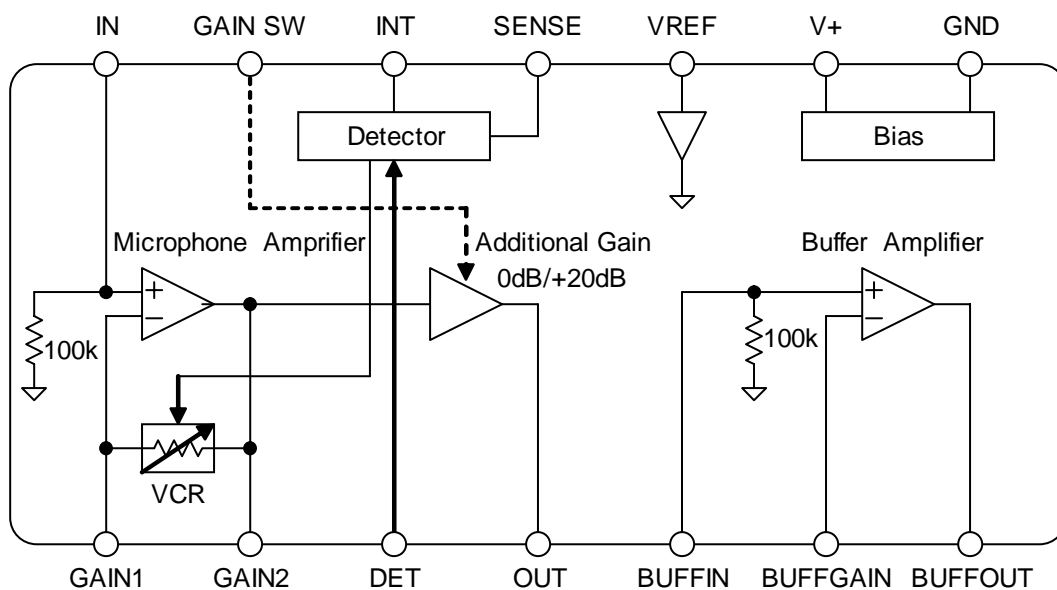 IN GAIN SW INT SENSE VREF V+ GND
Detector
Bias
Microphone Amprifier
Additional Gain
0dB/+20dB
Buffer Amplifier
+
−
100k
+
−
100k
VCR
GAIN1 GAIN2 DET OUT BUFFIN BUFFGAIN BUFFOUT